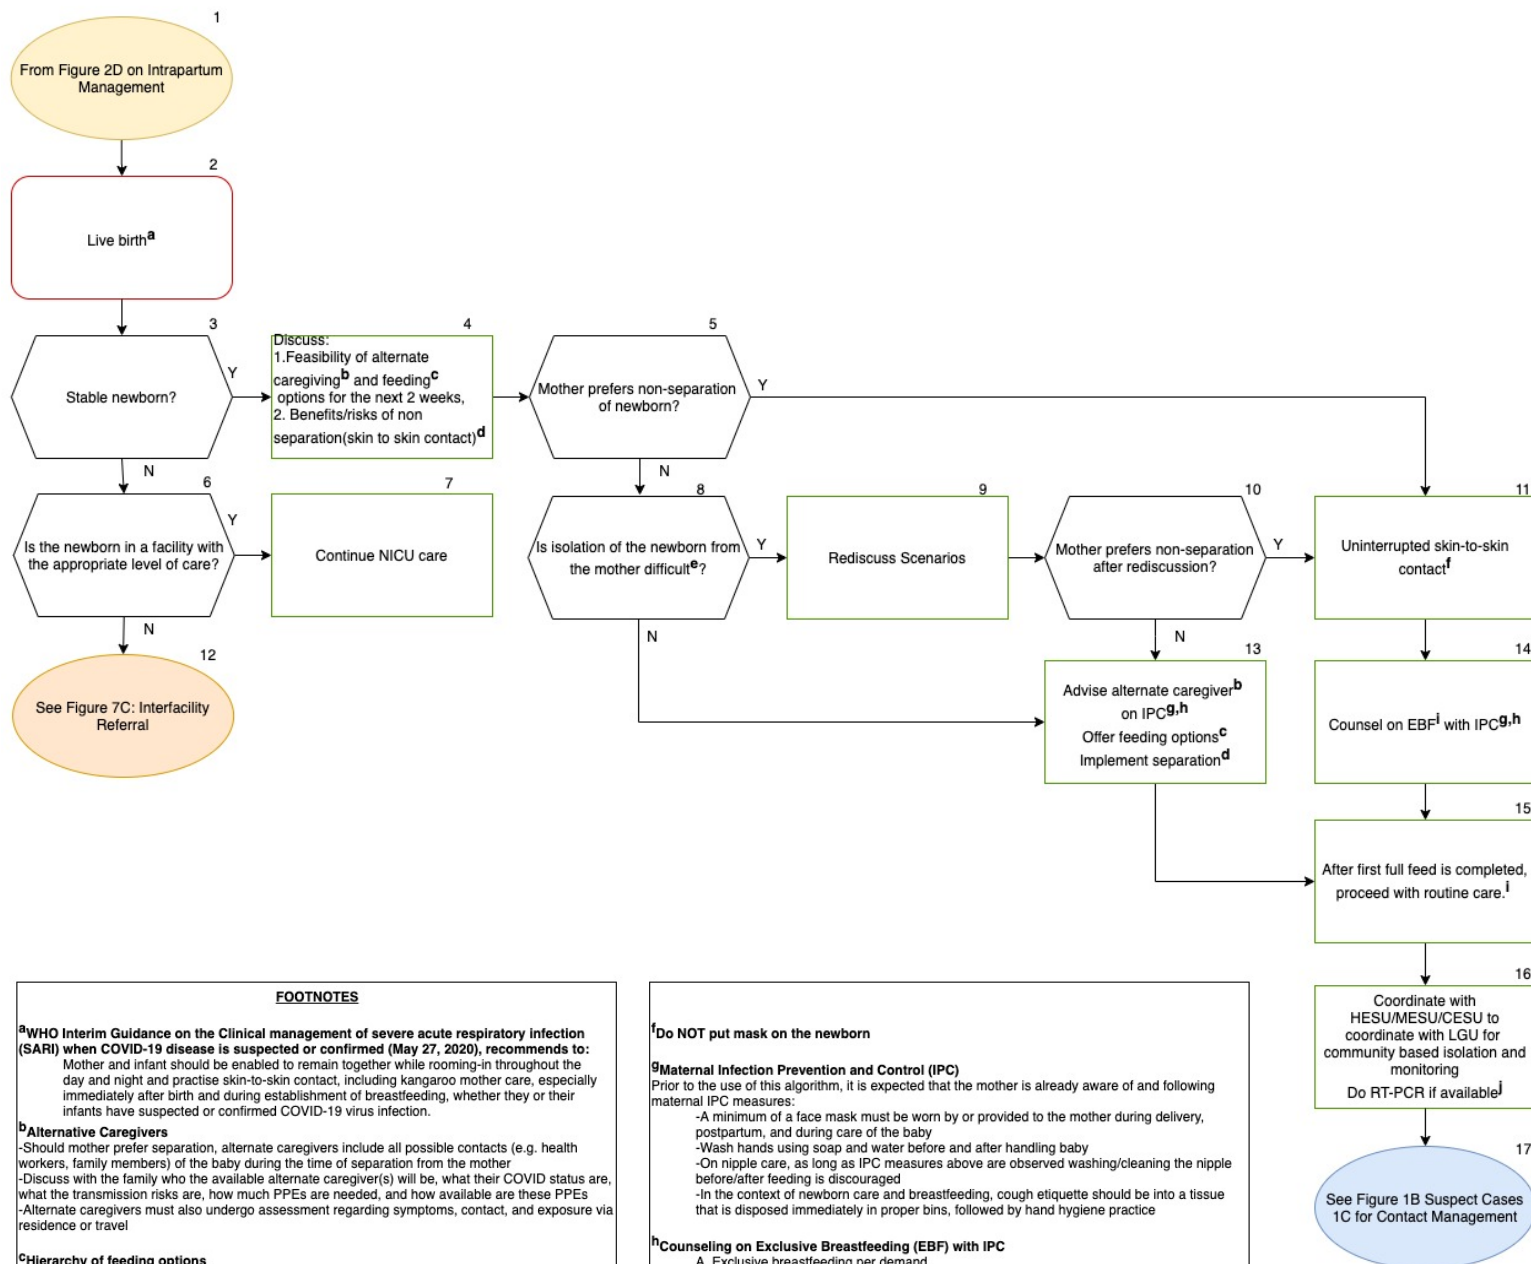 1
From Figure 2D on Intrapartum
Management
2
Live birth^a
3
Stable newborn?
Y
N
4
Discuss:
1.Feasibility of alternate
caregiving^b and feeding^c
options for the next 2 weeks,
2. Benefits/risks of non
separation(skin to skin contact)^d
5
Mother prefers non-separation
of newborn?
Y
N
6
Is the newborn in a facility with
the appropriate level of care?
Y
N
7
Continue NICU care
8
Is isolation of the newborn from
the mother difficult^e?
Y
N
9
Rediscuss Scenarios
10
Mother prefers non-separation
after rediscussion?
Y
N
11
Uninterrupted skin-to-skin
contact^f
12
See Figure 7C: Interfacility
Referral
13
Advise alternate caregiver^b
on IPC^g,h
Offer feeding options^c
Implement separation^d
14
Counsel on EBF^i with IPC^g,h
15
After first full feed is completed,
proceed with routine care.^i
16
Coordinate with
HESU/MESU/CESU to
coordinate with LGU for
community based isolation and
monitoring
Do RT-PCR if available^j
17
See Figure 1B Suspect Cases
1C for Contact Management
FOOTNOTES
^aWHO Interim Guidance on the Clinical management of severe acute respiratory infection
(SARI) when COVID-19 disease is suspected or confirmed (May 27, 2020), recommends to:
Mother and infant should be enabled to remain together while rooming-in throughout the
day and night and practise skin-to-skin contact, including kangaroo mother care, especially
immediately after birth and during establishment of breastfeeding, whether they or their
infants have suspected or confirmed COVID-19 virus infection.
^bAlternative Caregivers
-Should mother prefer separation, alternate caregivers include all possible contacts (e.g. health
workers, family members) of the baby during the time of separation from the mother
-Discuss with the family who the available alternate caregiver(s) will be, what their COVID status are,
what the transmission risks are, how much PPEs are needed, and how available are these PPEs
-Alternate caregivers must also undergo assessment regarding symptoms, contact, and exposure via
residence or travel
^cHierarchy of feeding options
^fDo NOT put mask on the newborn
^gMaternal Infection Prevention and Control (IPC)
Prior to the use of this algorithm, it is expected that the mother is already aware of and following
maternal IPC measures:
-A minimum of a face mask must be worn by or provided to the mother during delivery,
postpartum, and during care of the baby
-Wash hands using soap and water before and after handling baby
-On nipple care, as long as IPC measures above are observed washing/cleaning the nipple
before/after feeding is discouraged
-In the context of newborn care and breastfeeding, cough etiquette should be into a tissue
that is disposed immediately in proper bins, followed by hand hygiene practice
^hCounseling on Exclusive Breastfeeding (EBF) with IPC
A. Exclusive breastfeeding per demand